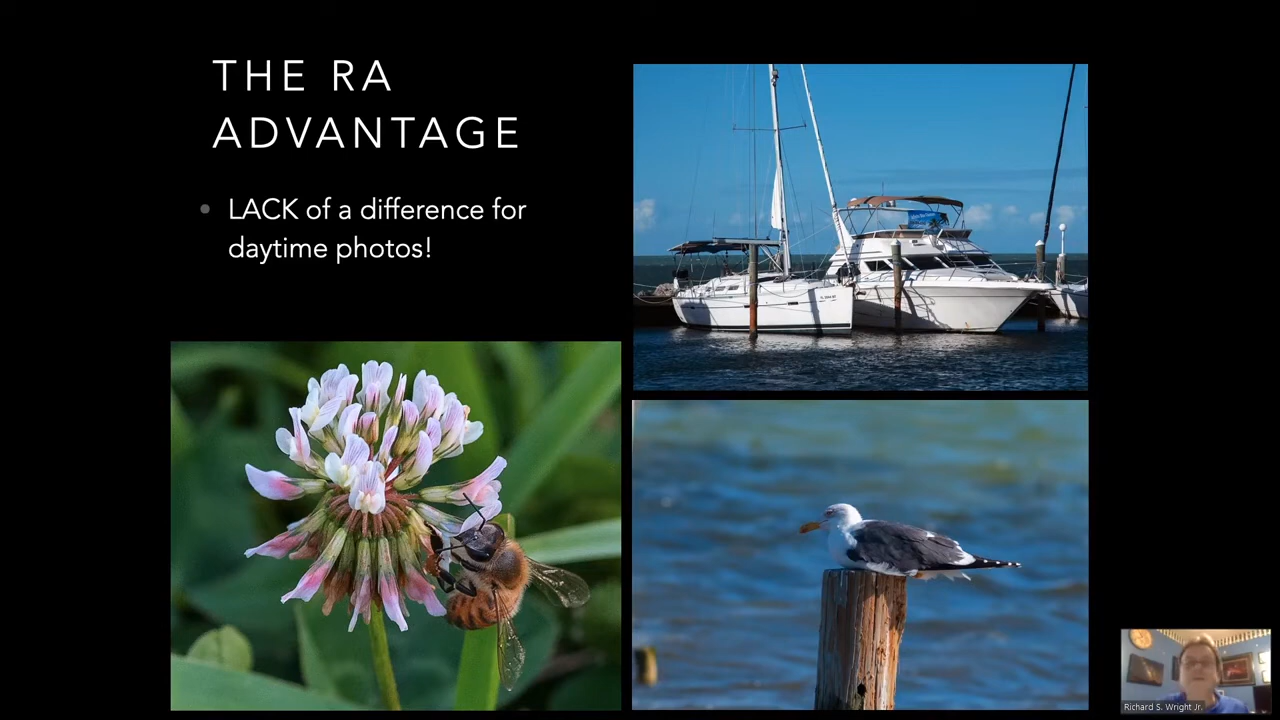 THE RA
ADVANTAGE
LACK of a difference for
daytime photos!
Richard S. Wright Jr.